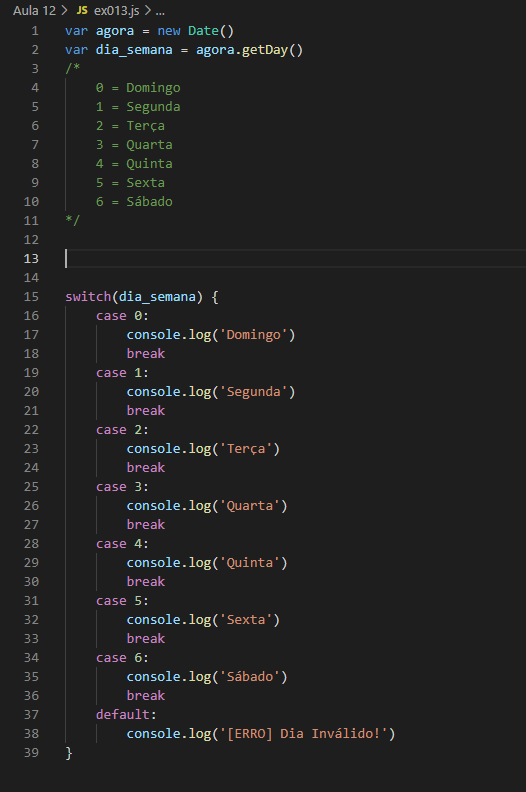 Aula 12 > JS ex013.js > ...
1 var agora = new Date()
2 var dia_semana = agora.getDay()
3 /*
4     0 = Domingo
5     1 = Segunda
6     2 = Terça
7     3 = Quarta
8     4 = Quinta
9     5 = Sexta
10     6 = Sábado
11 */
12
13
14
15 switch(dia_semana) {
16     case 0:
17         console.log('Domingo')
18         break
19     case 1:
20         console.log('Segunda')
21         break
22     case 2:
23         console.log('Terça')
24         break
25     case 3:
26         console.log('Quarta')
27         break
28     case 4:
29         console.log('Quinta')
30         break
31     case 5:
32         console.log('Sexta')
33         break
34     case 6:
35         console.log('Sábado')
36         break
37     default:
38         console.log('[ERRO] Dia Inválido!')
39 }